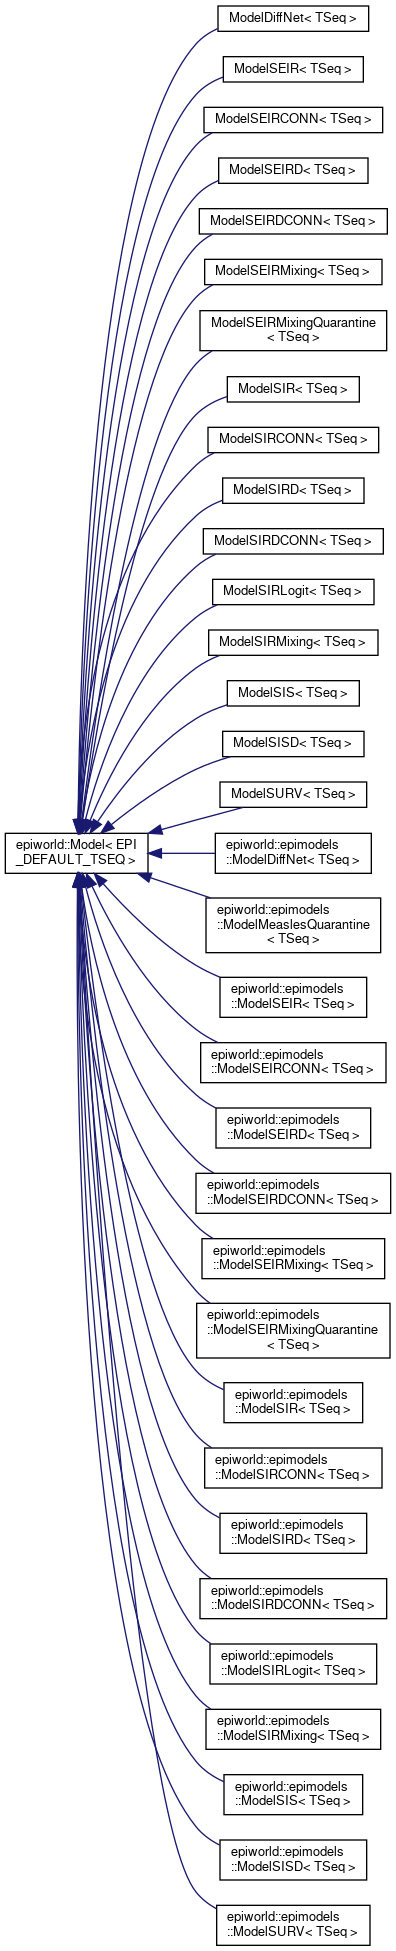 ModelDiffNet< TSeq >
ModelSEIR< TSeq >
ModelSEIRCONN< TSeq >
ModelSEIRD< TSeq >
ModelSEIRDCONN< TSeq >
ModelSEIRMixing< TSeq >
ModelSEIRMixingQuarantine
< TSeq >
ModelSIR< TSeq >
ModelSIRCONN< TSeq >
ModelSIRD< TSeq >
ModelSIRDCONN< TSeq >
ModelSIRLogit< TSeq >
ModelSIRMixing< TSeq >
ModelSIS< TSeq >
ModelSISD< TSeq >
ModelSURV< TSeq >
epiworld::Model< EPI
_DEFAULT_TSEQ >
epiworld::epimodels
::ModelDiffNet< TSeq >
epiworld::epimodels
::ModelMeaslesQuarantine
< TSeq >
epiworld::epimodels
::ModelSEIR< TSeq >
epiworld::epimodels
::ModelSEIRCONN< TSeq >
epiworld::epimodels
::ModelSEIRD< TSeq >
epiworld::epimodels
::ModelSEIRDCONN< TSeq >
epiworld::epimodels
::ModelSEIRMixing< TSeq >
epiworld::epimodels
::ModelSEIRMixingQuarantine
< TSeq >
epiworld::epimodels
::ModelSIR< TSeq >
epiworld::epimodels
::ModelSIRCONN< TSeq >
epiworld::epimodels
::ModelSIRD< TSeq >
epiworld::epimodels
::ModelSIRDCONN< TSeq >
epiworld::epimodels
::ModelSIRLogit< TSeq >
epiworld::epimodels
::ModelSIRMixing< TSeq >
epiworld::epimodels
::ModelSIS< TSeq >
epiworld::epimodels
::ModelSISD< TSeq >
epiworld::epimodels
::ModelSURV< TSeq >